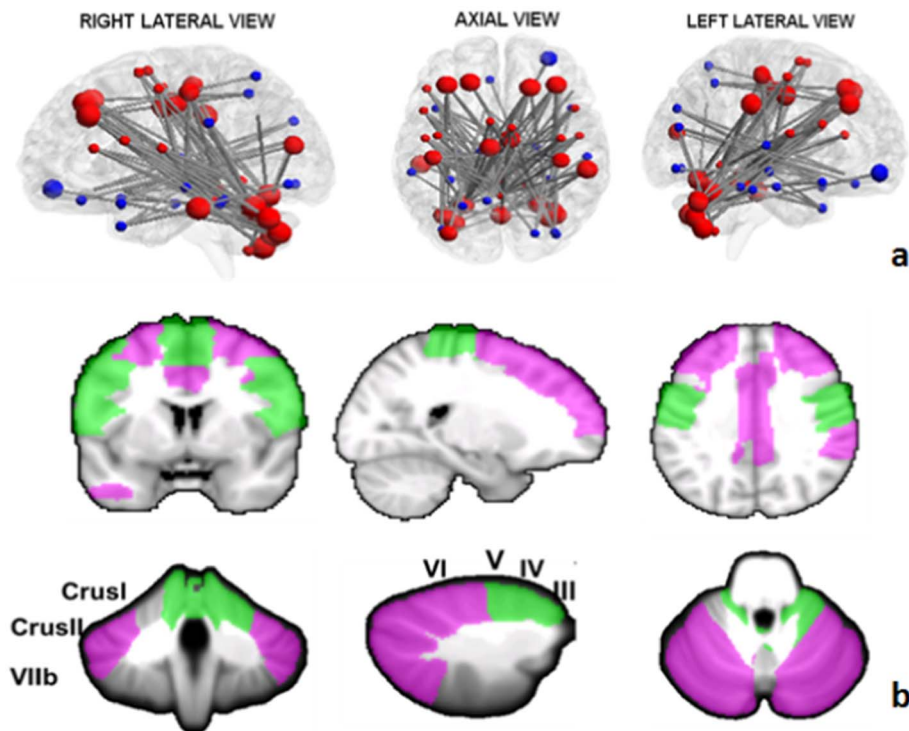 RIGHT LATERAL VIEW
AXIAL VIEW
LEFT LATERAL VIEW
a
VI
V
IV
III
CrusI
CrusII
VIIb
b